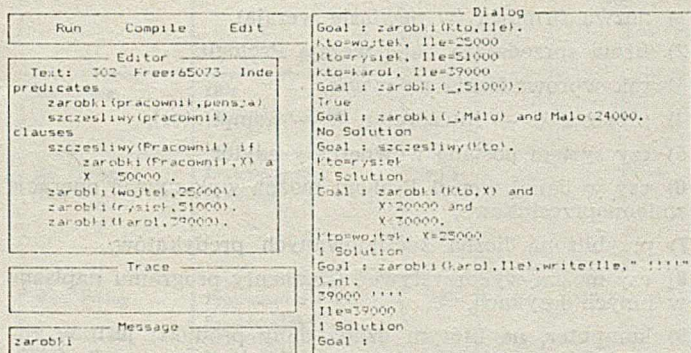 Run Compile Edit
Editor
Text: 302 Free:65073 Inde
predicates
zarobki(pracownik,pensja)
szczesliwy(pracownik)
clauses
szczesliwy(Pracownik) if
zarobki(Pracownik,X) a
X 50000 .
zarobki(wojtek,25000).
zarobki(rysiek,51000).
zarobki(karol,39000).
Trace
Message
zarobki
Dialog
Goal : zarobki(Kto,Ile).
Kto=wojtek, Ile=25000
Kto=rysiek, Ile=51000
Kto=karol, Ile=39000
Goal : zarobki(_,51000).
True
Goal : zarobki(_,Malo) and Malo<24000.
No Solution
Goal : szczesliwy(Kto).
Kto=rysiek
1 Solution
Goal : zarobki(Kto,X) and
X>20000 and
X<30000.
Kto=wojtek, X=25000
1 Solution
Goal : zarobki(karol,Ile),write(Ile," !!!!"
),nl.
39000 !!!!
Ile=39000
1 Solution
Goal :